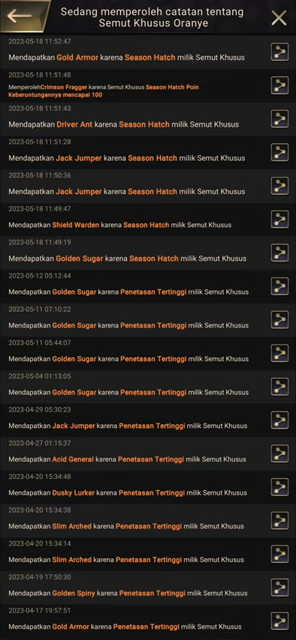 Sedang memperoleh catatan tentang
Semut Khusus Oranye
2023-05-18 11:52:47
Mendapatkan Gold Armor karena Season Hatch milik Semut Khusus
2023-05-18 11:51:48
MemperolehCrimson Fragger karena Semut Khusus Season Hatch Poin
Keberuntungannya mencapai 100
2023-05-18 11:51:43
Mendapatkan Driver Ant karena Season Hatch milik Semut Khusus
2023-05-18 11:51:28
Mendapatkan Jack Jumper karena Season Hatch milik Semut Khusus
2023-05-18 11:50:36
Mendapatkan Jack Jumper karena Season Hatch milik Semut Khusus
2023-05-18 11:49:47
Mendapatkan Shield Warden karena Season Hatch milik Semut Khusus
2023-05-18 11:49:19
Mendapatkan Golden Sugar karena Season Hatch milik Semut Khusus
2023-05-12 05:12:44
Mendapatkan Golden Sugar karena Penetasan Tertinggi milik Semut Khusus
2023-05-11 07:10:22
Mendapatkan Golden Sugar karena Penetasan Tertinggi milik Semut Khusus
2023-05-11 05:44:07
Mendapatkan Golden Sugar karena Penetasan Tertinggi milik Semut Khusus
2023-05-04 01:13:05
Mendapatkan Golden Sugar karena Penetasan Tertinggi milik Semut Khusus
2023-04-29 05:30:23
Mendapatkan Jack Jumper karena Penetasan Tertinggi milik Semut Khusus
2023-04-27 01:15:37
Mendapatkan Acid General karena Penetasan Tertinggi milik Semut Khusus
2023-04-20 15:34:48
Mendapatkan Dusky Lurker karena Penetasan Tertinggi milik Semut Khusus
2023-04-20 15:34:38
Mendapatkan Slim Arched karena Penetasan Tertinggi milik Semut Khusus
2023-04-20 15:34:14
Mendapatkan Slim Arched karena Penetasan Tertinggi milik Semut Khusus
2023-04-19 17:50:30
Mendapatkan Golden Spiny karena Penetasan Tertinggi milik Semut Khusus
2023-04-17 19:57:51
Mendapatkan Gold Armor karena Penetasan Tertinggi milik Semut Khusus